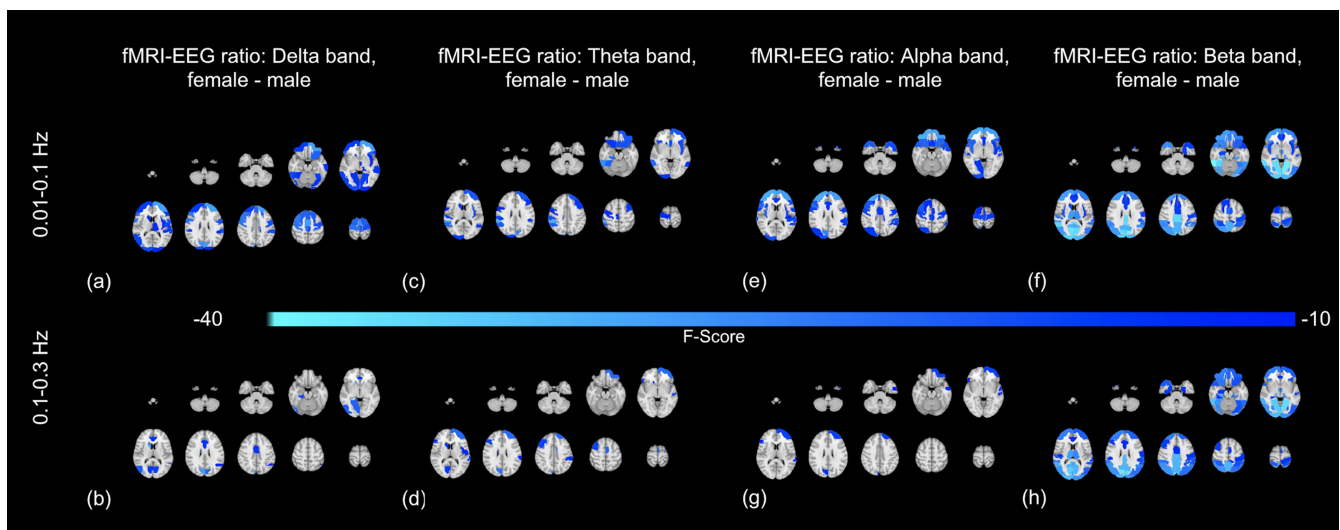 fMRI-EEG ratio: Delta band,
female - male
fMRI-EEG ratio: Theta band,
female - male
fMRI-EEG ratio: Alpha band,
female - male
fMRI-EEG ratio: Beta band,
female - male
0.01-0.1 Hz
(a)
(c)
(e)
(f)
-40
-10
F-Score
0.1-0.3 Hz
(b)
(d)
(g)
(h)